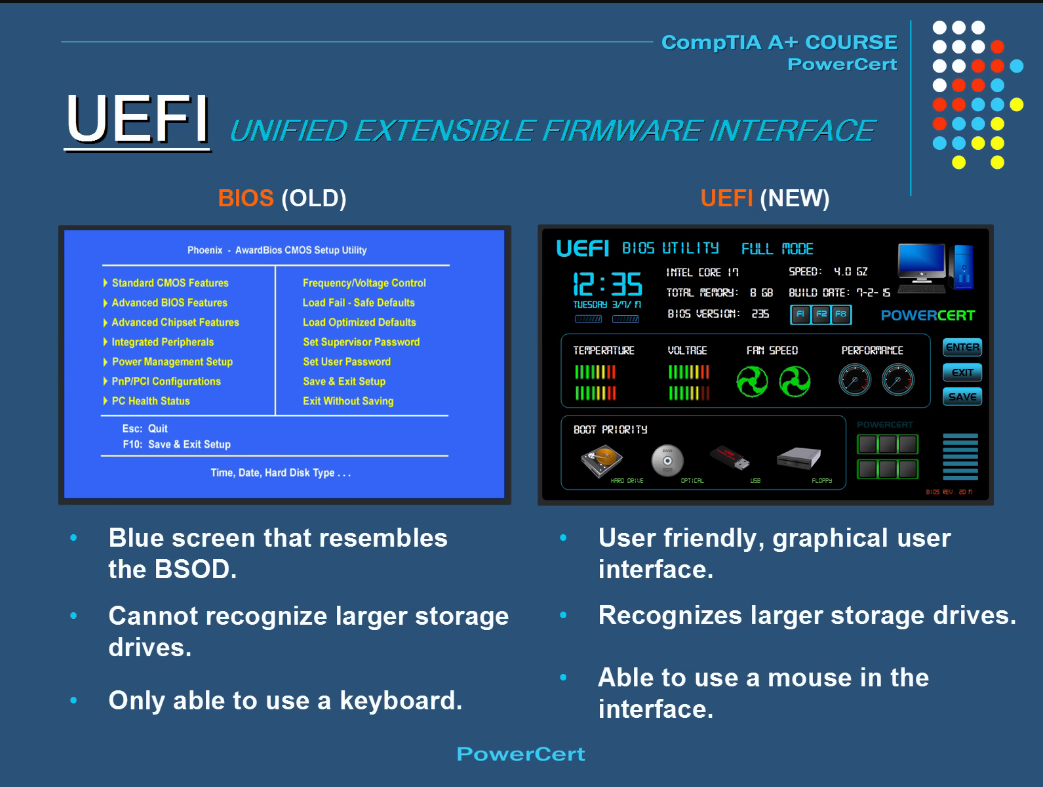 CompTIA A+ COURSE
PowerCert
UEFI UNIFIED EXTENSIBLE FIRMWARE INTERFACE
BIOS (OLD)
Phoenix - AwardBios CMOS Setup Utility
Standard CMOS Features
Advanced BIOS Features
Advanced Chipset Features
Integrated Peripherals
Power Management Setup
PnP/PCI Configurations
PC Health Status
Frequency/Voltage Control
Load Fail - Safe Defaults
Load Optimized Defaults
Set Supervisor Password
Set User Password
Save & Exit Setup
Exit Without Saving
Esc: Quit
F10: Save & Exit Setup
Time, Date, Hard Disk Type . . .
• Blue screen that resembles
the BSOD.
• Cannot recognize larger storage
drives.
• Only able to use a keyboard.
UEFI (NEW)
UEFI BIOS UTILITY FULL MODE
12:35
TUESDAY 3/7/17
INTEL CORE I7
TOTAL MEMORY: 8 GB
BIOS VERSION: 235
SPEED: 4.0 GZ
BUILD DATE: 7-2-15
F1 F2 F8
POWERCERT
TEMPERATURE VOLTAGE FAN SPEED PERFORMANCE
ENTER
EXIT
SAVE
BOOT PRIORITY
HARD DRIVE OPTICAL USB FLOPPY
POWERCERT
BIOS REV.
• User friendly, graphical user
interface.
• Recognizes larger storage drives.
• Able to use a mouse in the
interface.
PowerCert